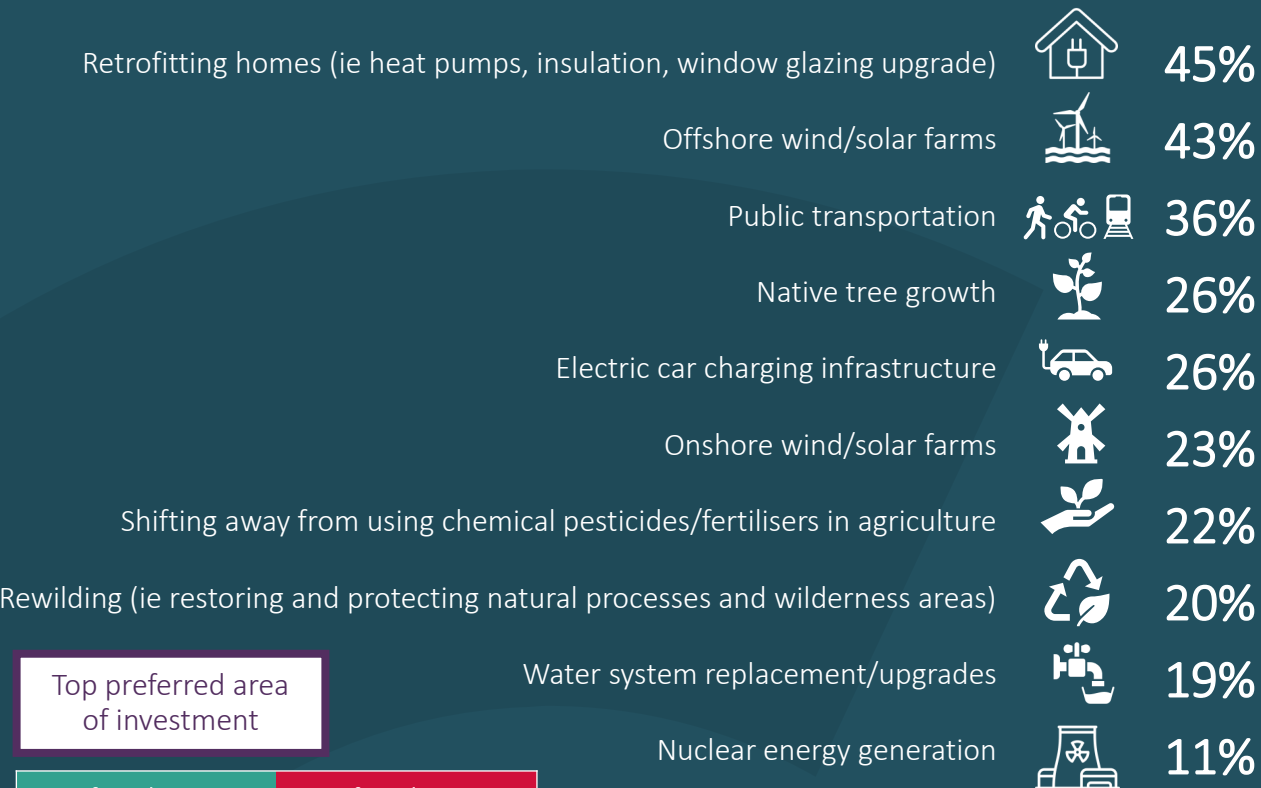 Retrofitting homes (ie heat pumps, insulation, window glazing upgrade) 45%
Offshore wind/solar farms 43%
Public transportation 36%
Native tree growth 26%
Electric car charging infrastructure 26%
Onshore wind/solar farms 23%
Shifting away from using chemical pesticides/fertilisers in agriculture 22%
Rewilding (ie restoring and protecting natural processes and wilderness areas) 20%
Water system replacement/upgrades 19%
Nuclear energy generation 11%
Top preferred area
of investment